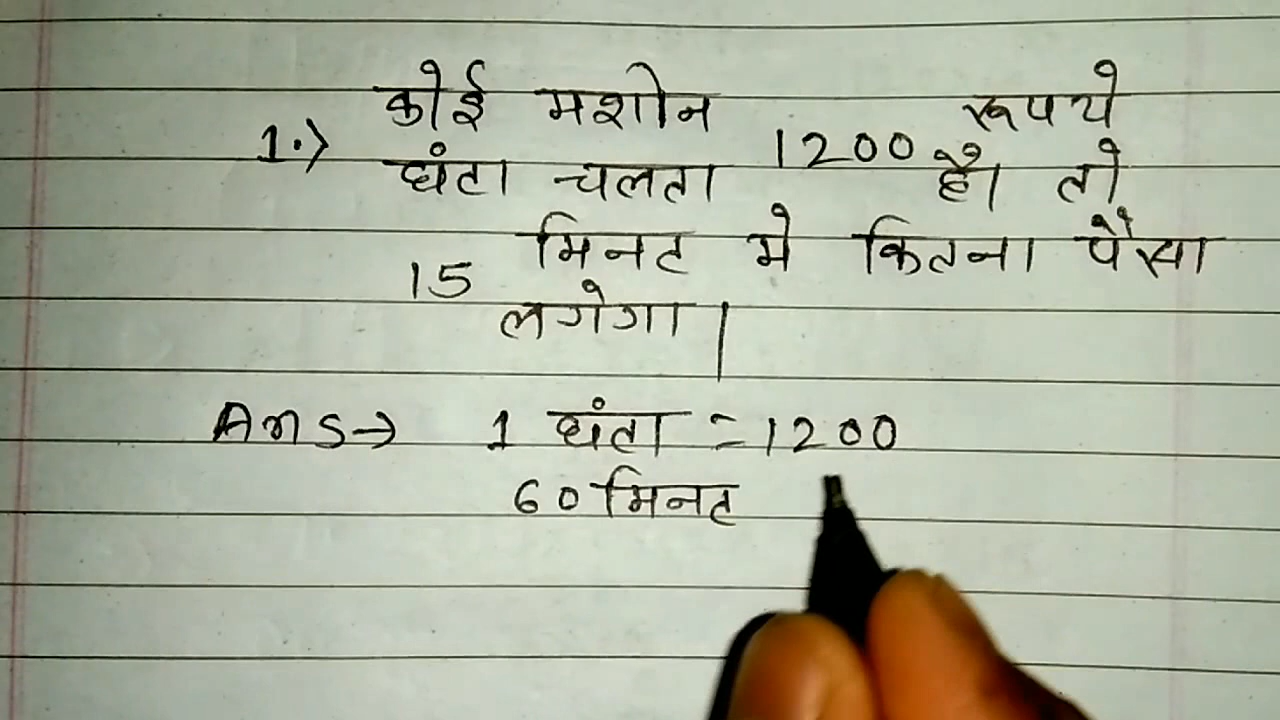 1.> कोई मशीन 1200 रूपये
घंटा चलता है। तो
15 मिनट मे कितना पैसा
लगेगा |
Ans→ 1 घंटा = 1200
60 मिनट